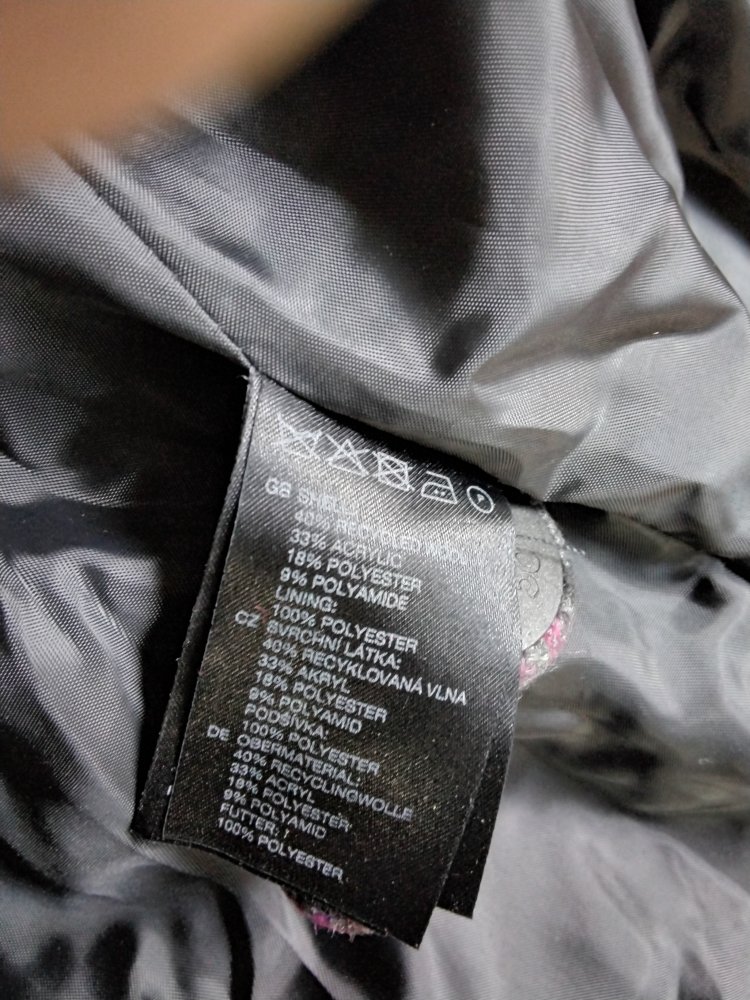 P
GB SHELL:
40% RECYCLED WOOL
33% ACRYLIC
18% POLYESTER
9% POLYAMIDE
LINING:
100% POLYESTER
CZ SVRCHNÍ LÁTKA:
40% RECYKLOVANÁ VLNA
33% AKRYL
18% POLYESTER
9% POLYAMID
PODŠÍVKA:
100% POLYESTER
DE OBERMATERIAL:
40% RECYCLINGWOLLE
33% ACRYL
18% POLYESTER
9% POLYAMID
FUTTER:
100% POLYESTER